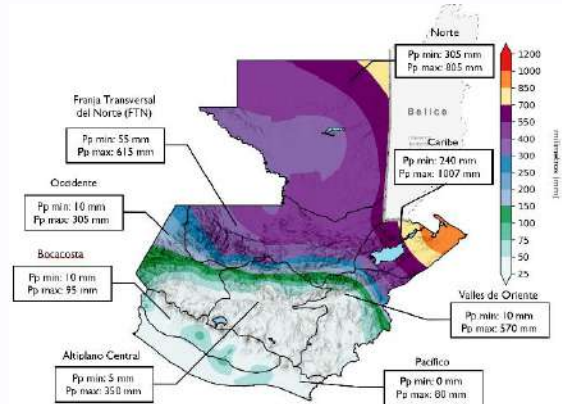 Norte
Pp min: 305 mm
Pp max: 805 mm
Belice
Franja Transversal
del Norte (FTN)
Pp min: 55 mm
Pp max: 615 mm
Caribe
Pp min: 240 mm
Pp max: 1007 mm
Occidente
Pp min: 10 mm
Pp max: 305 mm
Bocacosta
Pp min: 10 mm
Pp max: 95 mm
Valles de Oriente
Pp min: 10 mm
Pp max: 570 mm
Altiplano Central
Pp min: 5 mm
Pp max: 350 mm
Pacífico
Pp min: 0 mm
Pp max: 80 mm
1200
1000
850
700
550
400
300
200
150
100
75
50
25
milímetros [mm]